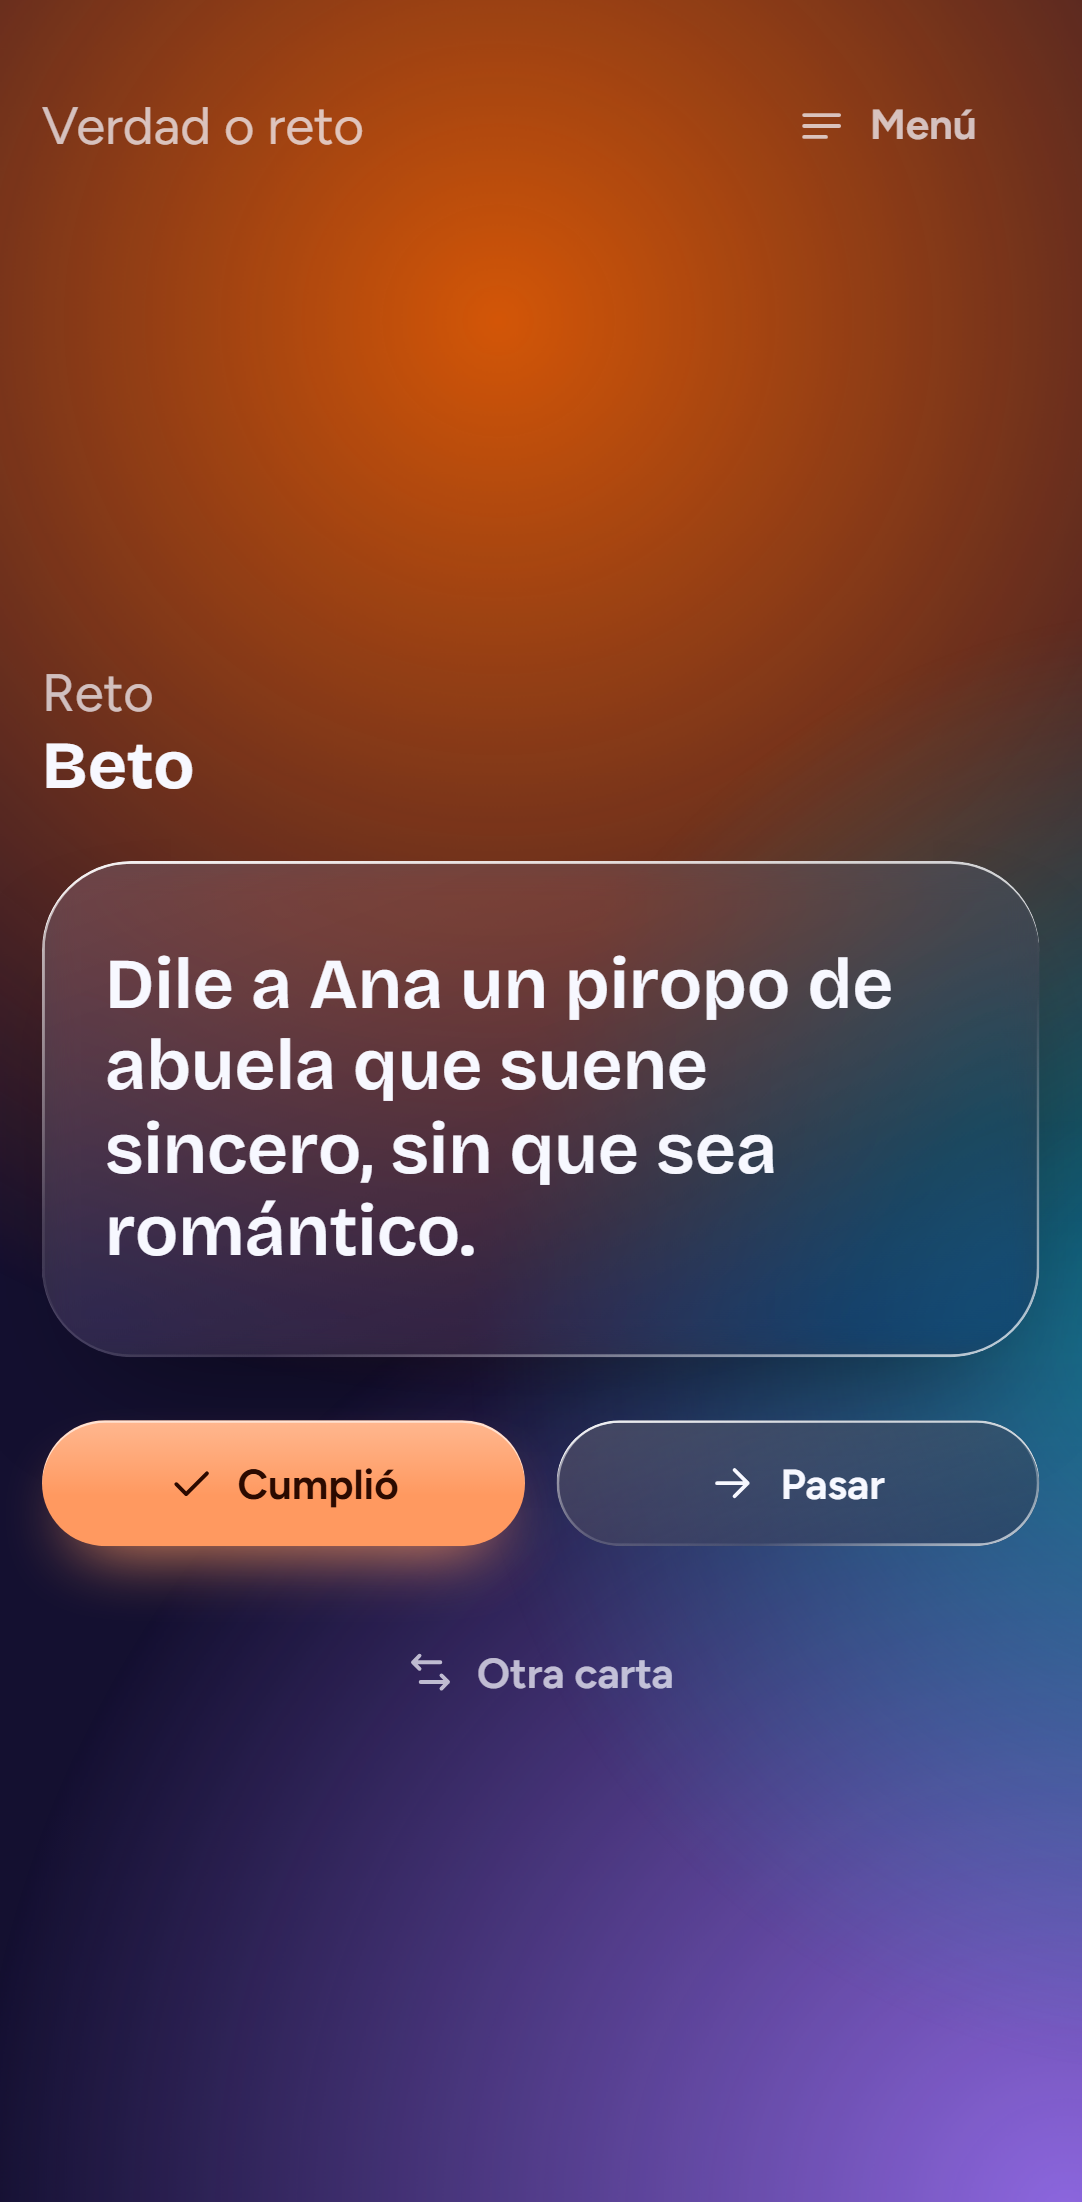 Verdad o reto
Menú
Reto
Beto
Dile a Ana un piropo de
abuela que suene
sincero, sin que sea
romántico.
Cumplió
Pasar
Otra carta